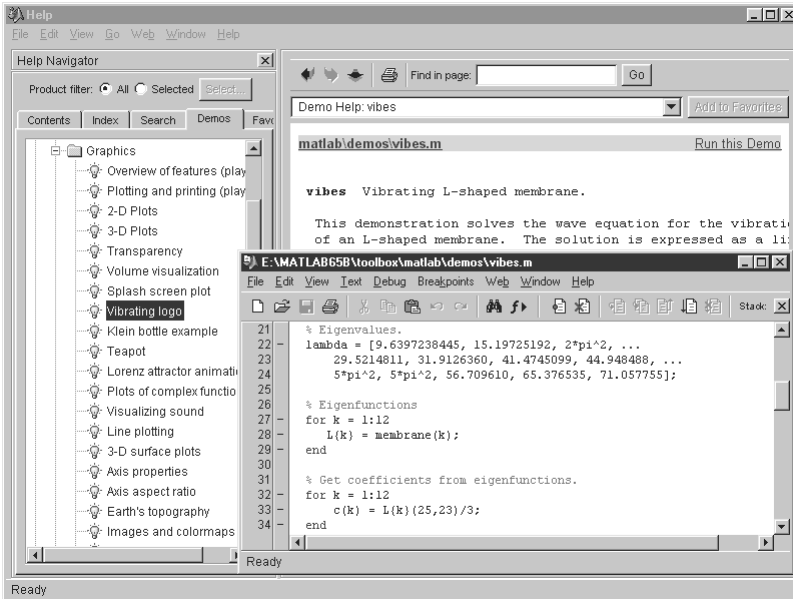 Help
File Edit View Go Web Window Help
Help Navigator
Product filter: All Selected Select...
Contents Index Search Demos Favo
Graphics
Overview of features (play
Plotting and printing (play
2-D Plots
3-D Plots
Transparency
Volume visualization
Splash screen plot
Vibrating logo
Klein bottle example
Teapot
Lorenz attractor animatio
Plots of complex functio
Visualizing sound
Line plotting
3-D surface plots
Axis properties
Axis aspect ratio
Earth's topography
Images and colormaps
Find in page: Go
Demo Help: vibes Add to Favorites
matlab\demos\vibes.m Run this Demo
vibes Vibrating L-shaped membrane.
This demonstration solves the wave equation for the vibratio
of an L-shaped membrane. The solution is expressed as a li
E:\MATLAB65B\toolbox\matlab\demos\vibes.m
File Edit View Text Debug Breakpoints Web Window Help
Stack:
21 % Eigenvalues.
22 – lambda = [9.6397238445, 15.19725192, 2*pi^2, ...
23 29.5214811, 31.9126360, 41.4745099, 44.948488, ...
24 5*pi^2, 5*pi^2, 56.709610, 65.376535, 71.057755];
25
26 % Eigenfunctions
27 – for k = 1:12
28 – L{k} = membrane(k);
29 – end
30
31 % Get coefficients from eigenfunctions.
32 – for k = 1:12
33 – c(k) = L{k}(25,23)/3;
34 – end
Ready
Ready